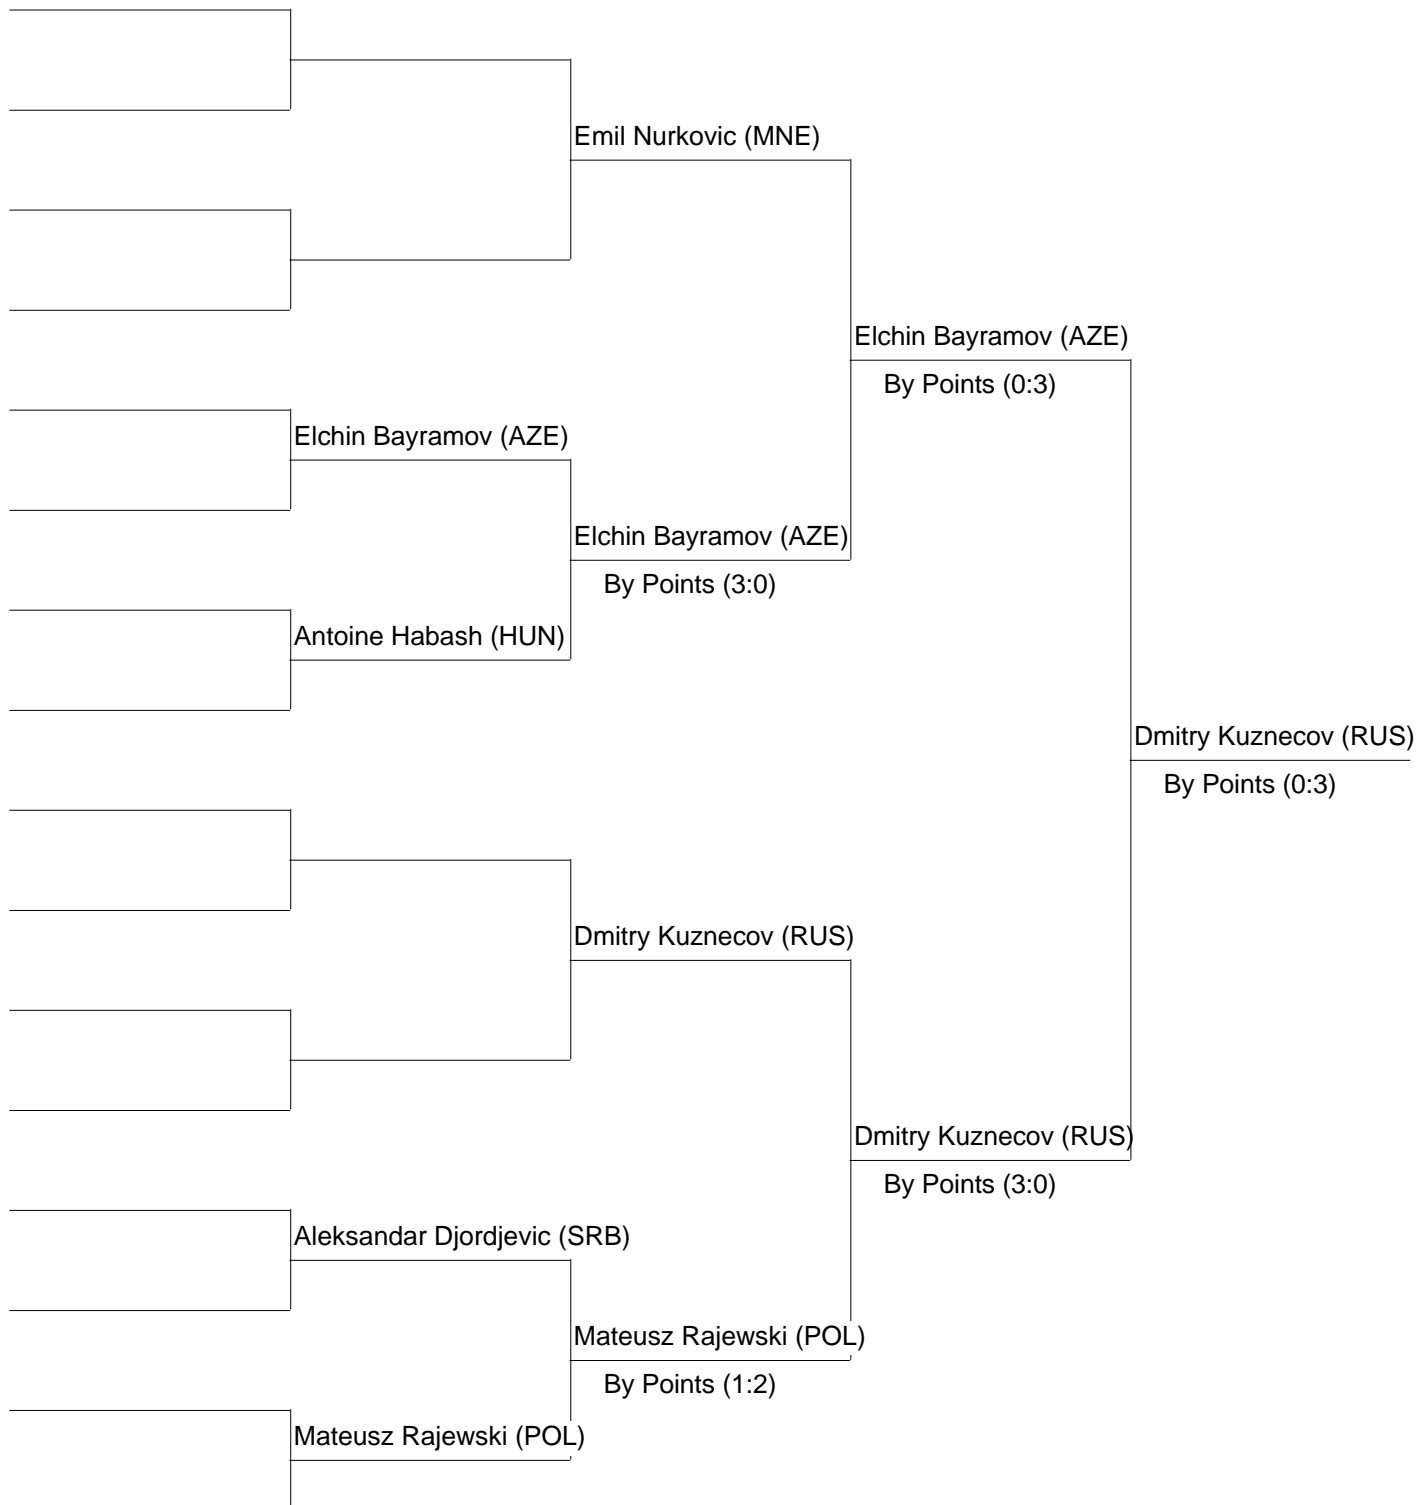 Emil Nurkovic (MNE)
Elchin Bayramov (AZE)
By Points (0:3)
Elchin Bayramov (AZE)
Elchin Bayramov (AZE)
By Points (3:0)
Antoine Habash (HUN)
Dmitry Kuznecov (RUS)
By Points (0:3)
Dmitry Kuznecov (RUS)
Dmitry Kuznecov (RUS)
By Points (3:0)
Aleksandar Djordjevic (SRB)
Mateusz Rajewski (POL)
By Points (1:2)
Mateusz Rajewski (POL)